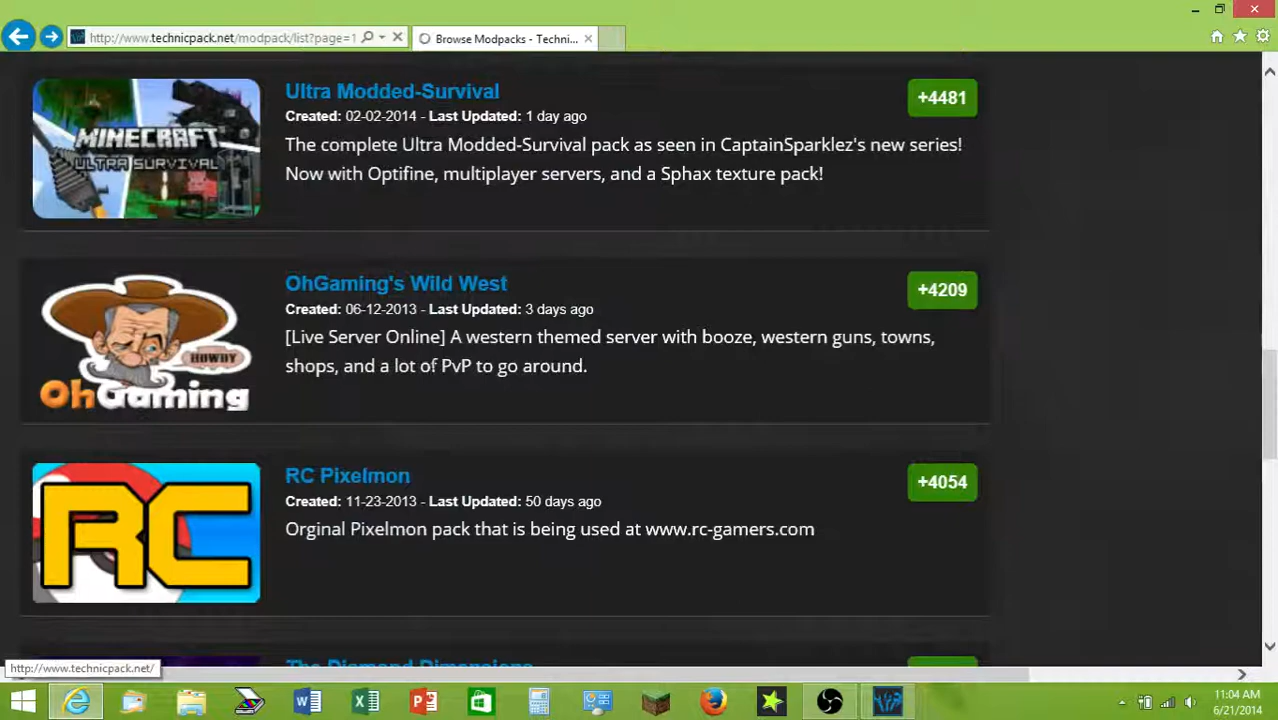 http://www.technicpack.net/modpack/list?page=1
Browse Modpacks - Techni...
Ultra Modded-Survival
+4481
Created: 02-02-2014 - Last Updated: 1 day ago
The complete Ultra Modded-Survival pack as seen in CaptainSparklez's new series!
Now with Optifine, multiplayer servers, and a Sphax texture pack!
MINECRAFT
ULTRA SURVIVAL
OhGaming's Wild West
+4209
Created: 06-12-2013 - Last Updated: 3 days ago
[Live Server Online] A western themed server with booze, western guns, towns,
shops, and a lot of PvP to go around.
HOWDY
OhGaming
RC Pixelmon
+4054
Created: 11-23-2013 - Last Updated: 50 days ago
Orginal Pixelmon pack that is being used at www.rc-gamers.com
RC
The Diamond Dimensions
http://www.technicpack.net/
11:04 AM
6/21/2014